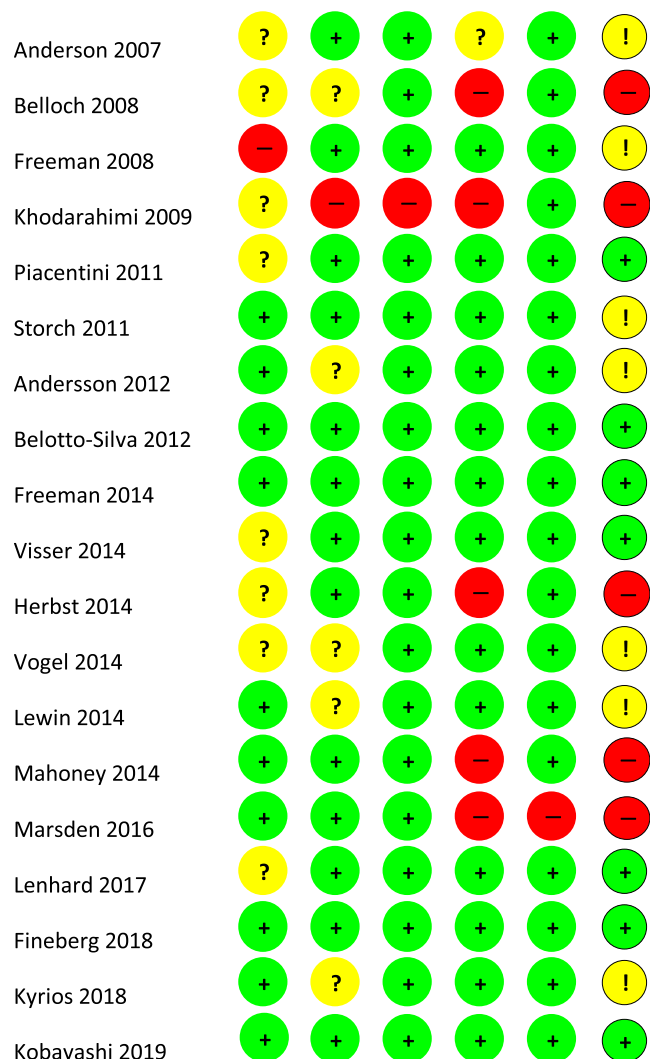 Anderson 2007 ? + + ? + !
Belloch 2008 ? ? + – + –
Freeman 2008 – + + + + !
Khodarahimi 2009 ? – – – + –
Piacentini 2011 ? + + + + +
Storch 2011 + + + + + !
Andersson 2012 + ? + + + !
Belotto-Silva 2012 + + + + + +
Freeman 2014 + + + + + +
Visser 2014 ? + + + + +
Herbst 2014 ? + + – + –
Vogel 2014 ? ? + + + !
Lewin 2014 + ? + + + !
Mahoney 2014 + + + – + –
Marsden 2016 + + + – – –
Lenhard 2017 ? + + + + +
Fineberg 2018 + + + + + +
Kyrios 2018 + ? + + + !
Kobayashi 2019 + + + + + +